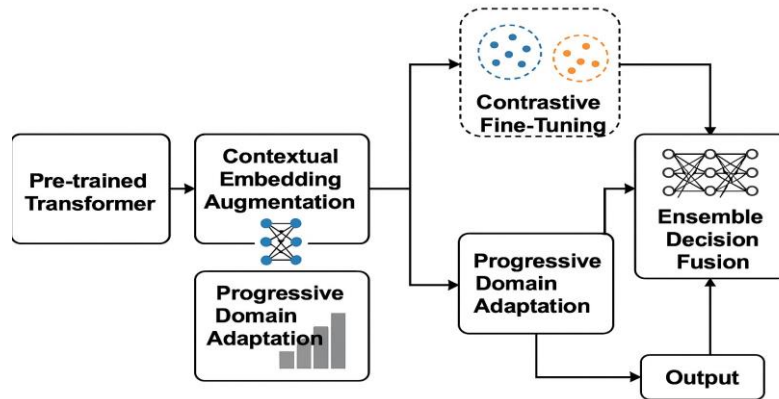 Pre-trained
Transformer
Contextual
Embedding
Augmentation
Progressive
Domain
Adaptation
Contrastive
Fine-Tuning
Progressive
Domain
Adaptation
Ensemble
Decision
Fusion
Output